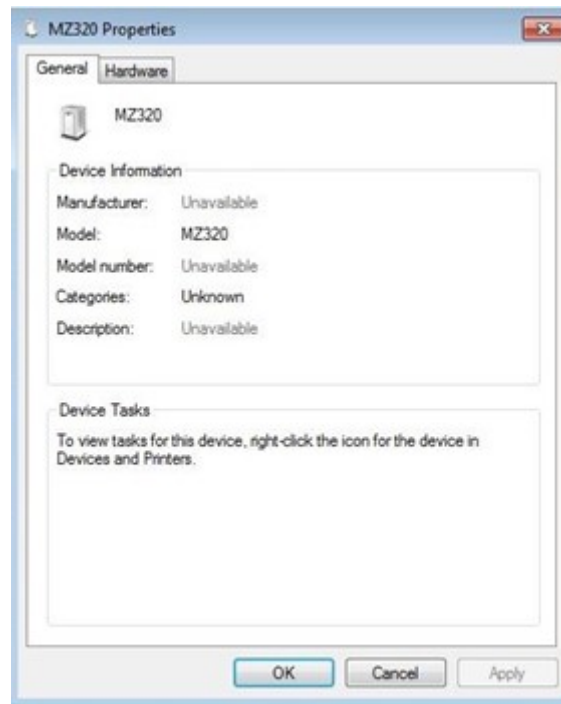 MZ320 Properties
General Hardware
MZ320
Device Information
Manufacturer: Unavailable
Model: MZ320
Model number: Unavailable
Categories: Unknown
Description: Unavailable
Device Tasks
To view tasks for this device, right-click the icon for the device in
Devices and Printers.
OK Cancel Apply